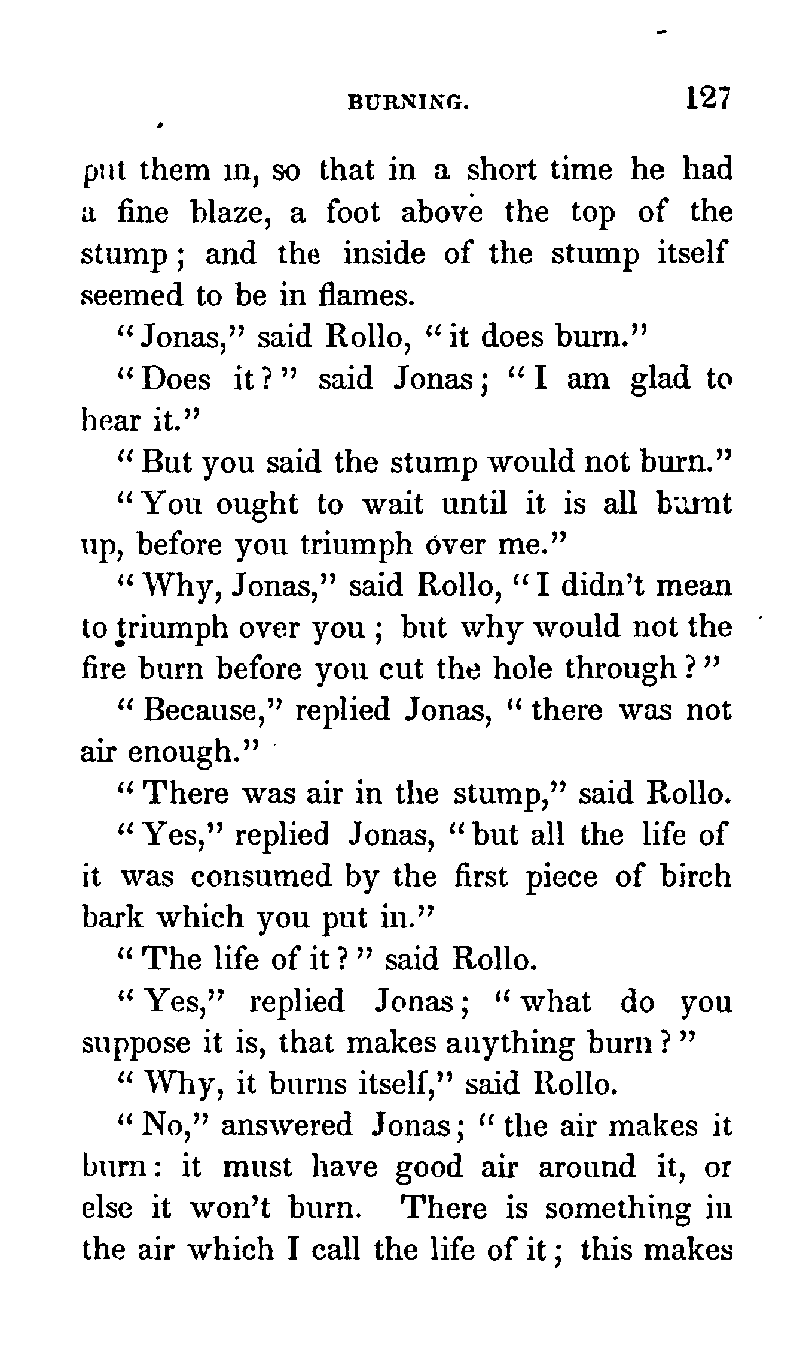 BURNING. 127
put them in, so that in a short time he had
a fine blaze, a foot above the top of the
stump; and the inside of the stump itself
seemed to be in flames.
"Jonas," said Rollo, "it does burn."
"Does it?" said Jonas; "I am glad to
hear it."
"But you said the stump would not burn."
"You ought to wait until it is all burnt
up, before you triumph over me."
"Why, Jonas," said Rollo, "I didn't mean
to triumph over you; but why would not the
fire burn before you cut the hole through?"
"Because," replied Jonas, "there was not
air enough."
"There was air in the stump," said Rollo.
"Yes," replied Jonas, "but all the life of
it was consumed by the first piece of birch
bark which you put in."
"The life of it?" said Rollo.
"Yes," replied Jonas; "what do you
suppose it is, that makes anything burn?"
"Why, it burns itself," said Rollo.
"No," answered Jonas; "the air makes it
burn: it must have good air around it, or
else it won't burn. There is something in
the air which I call the life of it; this makes